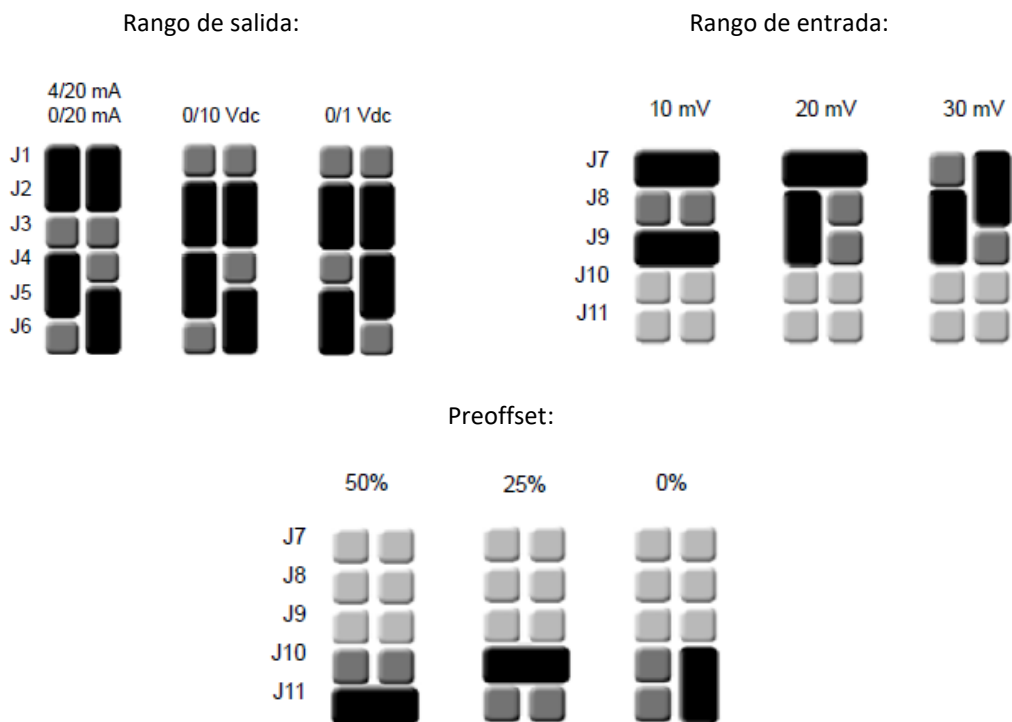 Rango de salida:
4/20 mA
0/20 mA
0/10 Vdc
0/1 Vdc
J1
J2
J3
J4
J5
J6
Rango de entrada:
10 mV
20 mV
30 mV
J7
J8
J9
J10
J11
Preoffset:
50%
25%
0%
J7
J8
J9
J10
J11